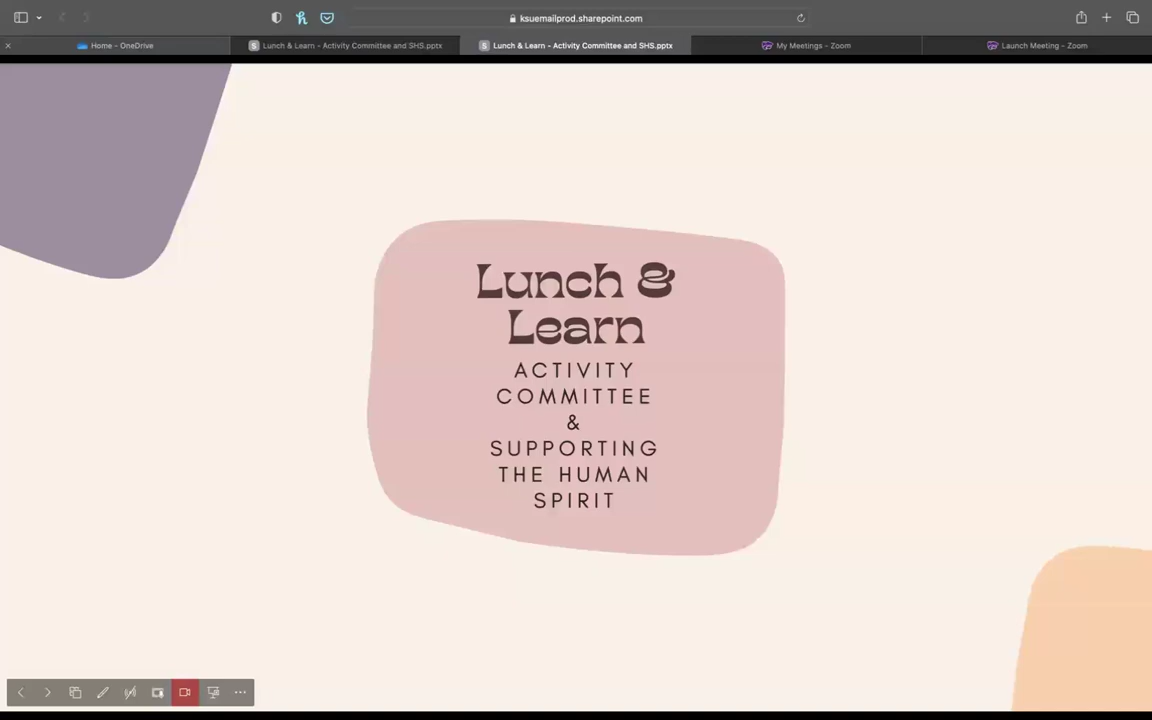 ksuemailprod.sharepoint.com
Home - OneDrive
S Lunch & Learn - Activity Committee and SHS.pptx
S Lunch & Learn - Activity Committee and SHS.pptx
My Meetings - Zoom
Launch Meeting - Zoom
Lunch &
Learn
ACTIVITY
COMMITTEE
&
SUPPORTING
THE HUMAN
SPIRIT